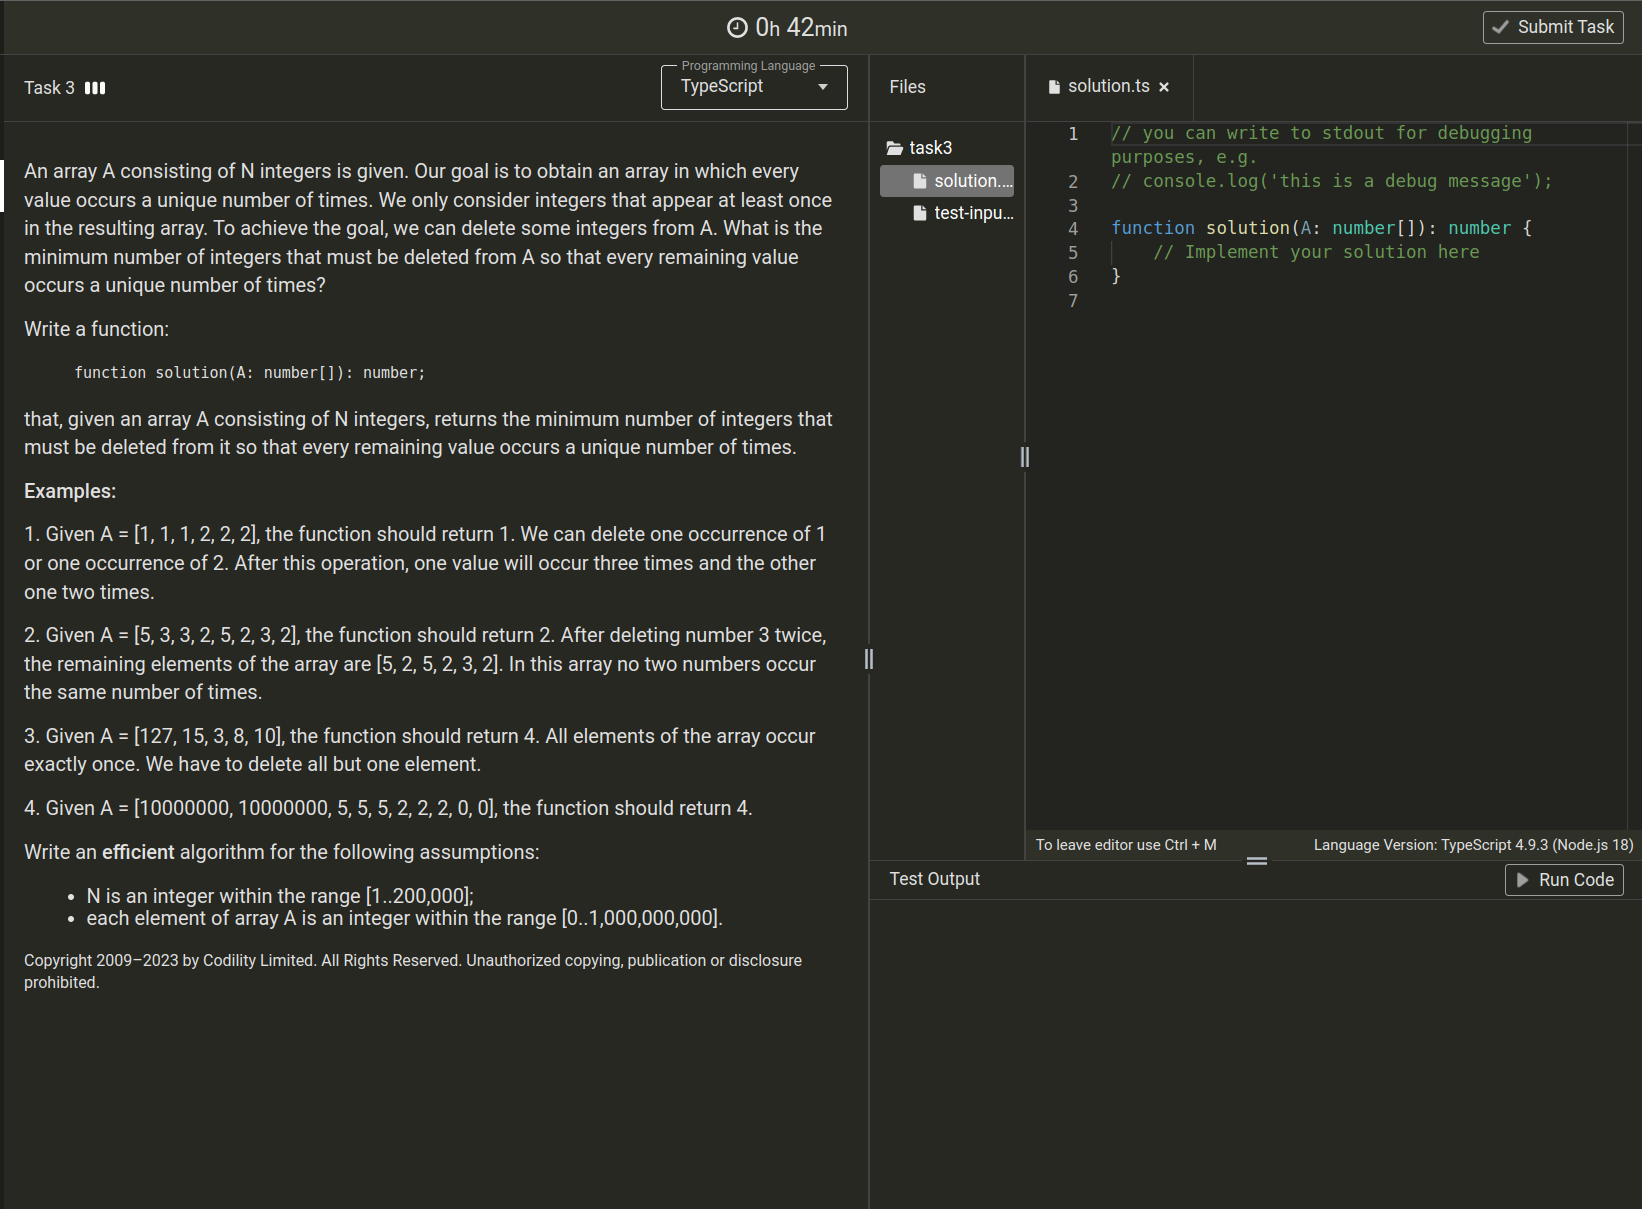 0h 42min
Submit Task
Task 3
Programming Language
TypeScript
Files
solution.ts
An array A consisting of N integers is given. Our goal is to obtain an array in which every
value occurs a unique number of times. We only consider integers that appear at least once
in the resulting array. To achieve the goal, we can delete some integers from A. What is the
minimum number of integers that must be deleted from A so that every remaining value
occurs a unique number of times?
Write a function:
function solution(A: number[]): number;
that, given an array A consisting of N integers, returns the minimum number of integers that
must be deleted from it so that every remaining value occurs a unique number of times.
Examples:
1. Given A = [1, 1, 1, 2, 2, 2], the function should return 1. We can delete one occurrence of 1
or one occurrence of 2. After this operation, one value will occur three times and the other
one two times.
2. Given A = [5, 3, 3, 2, 5, 2, 3, 2], the function should return 2. After deleting number 3 twice,
the remaining elements of the array are [5, 2, 5, 2, 3, 2]. In this array no two numbers occur
the same number of times.
3. Given A = [127, 15, 3, 8, 10], the function should return 4. All elements of the array occur
exactly once. We have to delete all but one element.
4. Given A = [10000000, 10000000, 5, 5, 5, 2, 2, 2, 0, 0], the function should return 4.
Write an efficient algorithm for the following assumptions:
• N is an integer within the range [1..200,000];
• each element of array A is an integer within the range [0..1,000,000,000].
Copyright 2009–2023 by Codility Limited. All Rights Reserved. Unauthorized copying, publication or disclosure
prohibited.
task3
solution....
test-inpu...
1 // you can write to stdout for debugging
purposes, e.g.
2 // console.log('this is a debug message');
3
4 function solution(A: number[]): number {
5 // Implement your solution here
6 }
7
To leave editor use Ctrl + M
Language Version: TypeScript 4.9.3 (Node.js 18)
Test Output
Run Code